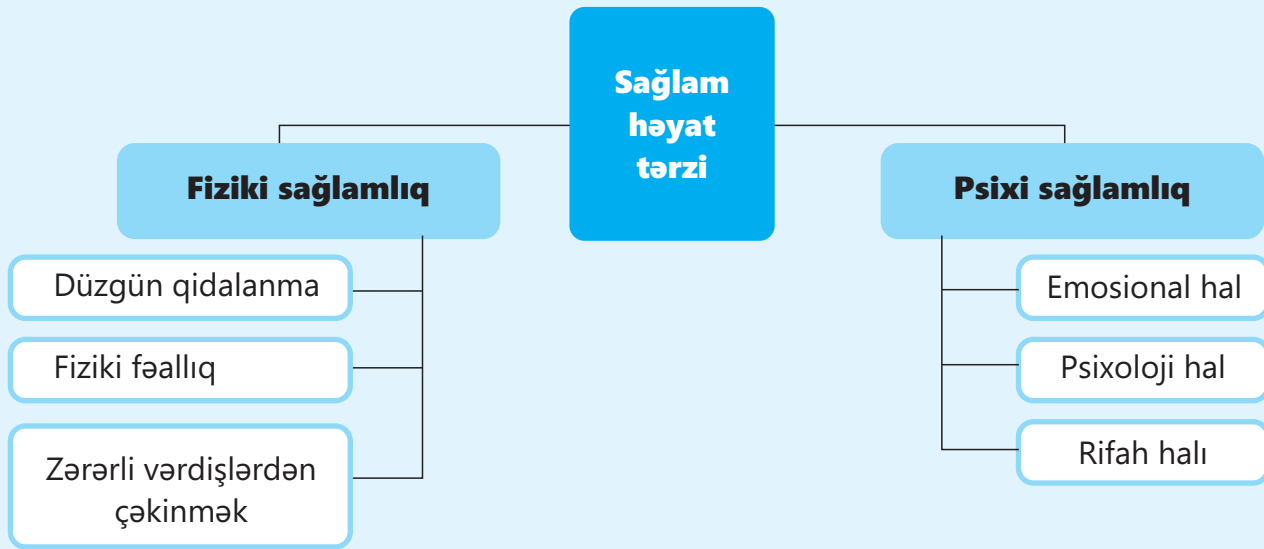 Sağlam
həyat
tərzi
Fiziki sağlamlıq
Düzgün qidalanma
Fiziki fəallıq
Zərərli vərdişlərdən
çəkinmək
Psixi sağlamlıq
Emosional hal
Psixoloji hal
Rifah halı